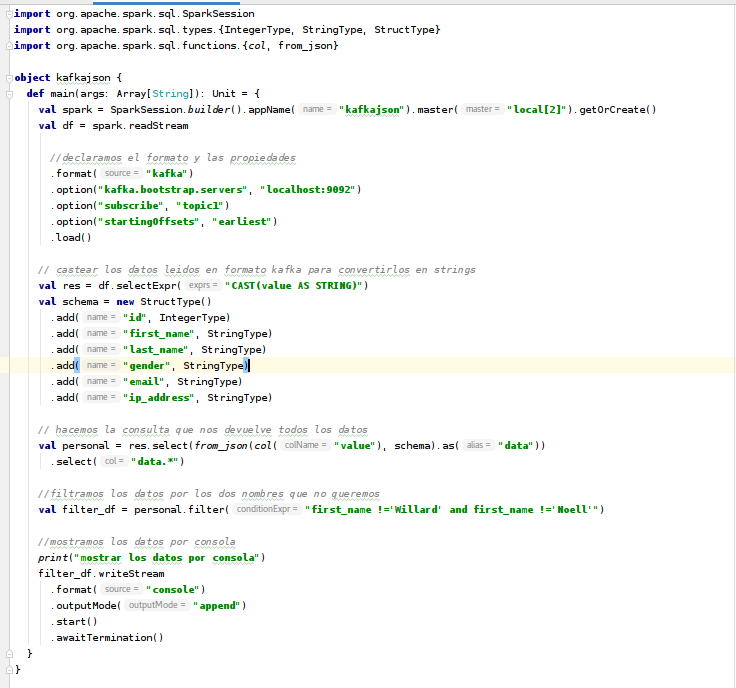 import org.apache.spark.sql.SparkSession
import org.apache.spark.sql.types.{IntegerType, StringType, StructType}
import org.apache.spark.sql.functions.{col, from_json}

object kafkajson {
  def main(args: Array[String]): Unit = {
    val spark = SparkSession.builder().appName( name = "kafkajson").master( master = "local[2]").getOrCreate()
    val df = spark.readStream

      //declaramos el formato y las propiedades
      .format( source = "kafka")
      .option("kafka.bootstrap.servers", "localhost:9092")
      .option("subscribe", "topic1")
      .option("startingOffsets", "earliest")
      .load()

    // castear los datos leidos en formato kafka para convertirlos en strings
    val res = df.selectExpr( exprs = "CAST(value AS STRING)")
    val schema = new StructType()
      .add( name = "id", IntegerType)
      .add( name = "first_name", StringType)
      .add( name = "last_name", StringType)
      .add( name = "gender", StringType)
      .add( name = "email", StringType)
      .add( name = "ip_address", StringType)

    // hacemos la consulta que nos devuelve todos los datos
    val personal = res.select(from_json(col( colName = "value"), schema).as( alias = "data"))
      .select( col = "data.*")

    //filtramos los datos por los dos nombres que no queremos
    val filter_df = personal.filter( conditionExpr = "first_name !='Willard' and first_name !='Noell'")

    //mostramos los datos por consola
    print("mostrar los datos por consola")
    filter_df.writeStream
      .format( source = "console")
      .outputMode( outputMode = "append")
      .start()
      .awaitTermination()
  }
}